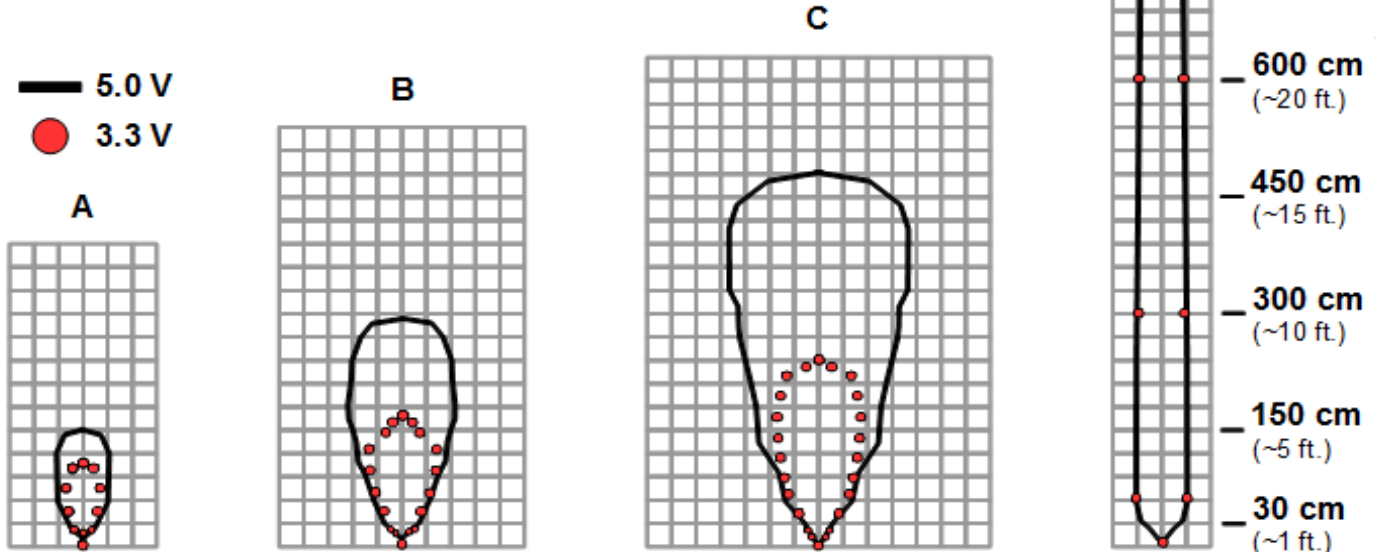 5.0 V
3.3 V
A
B
C
600 cm
(~20 ft.)
450 cm
(~15 ft.)
300 cm
(~10 ft.)
150 cm
(~5 ft.)
30 cm
(~1 ft.)